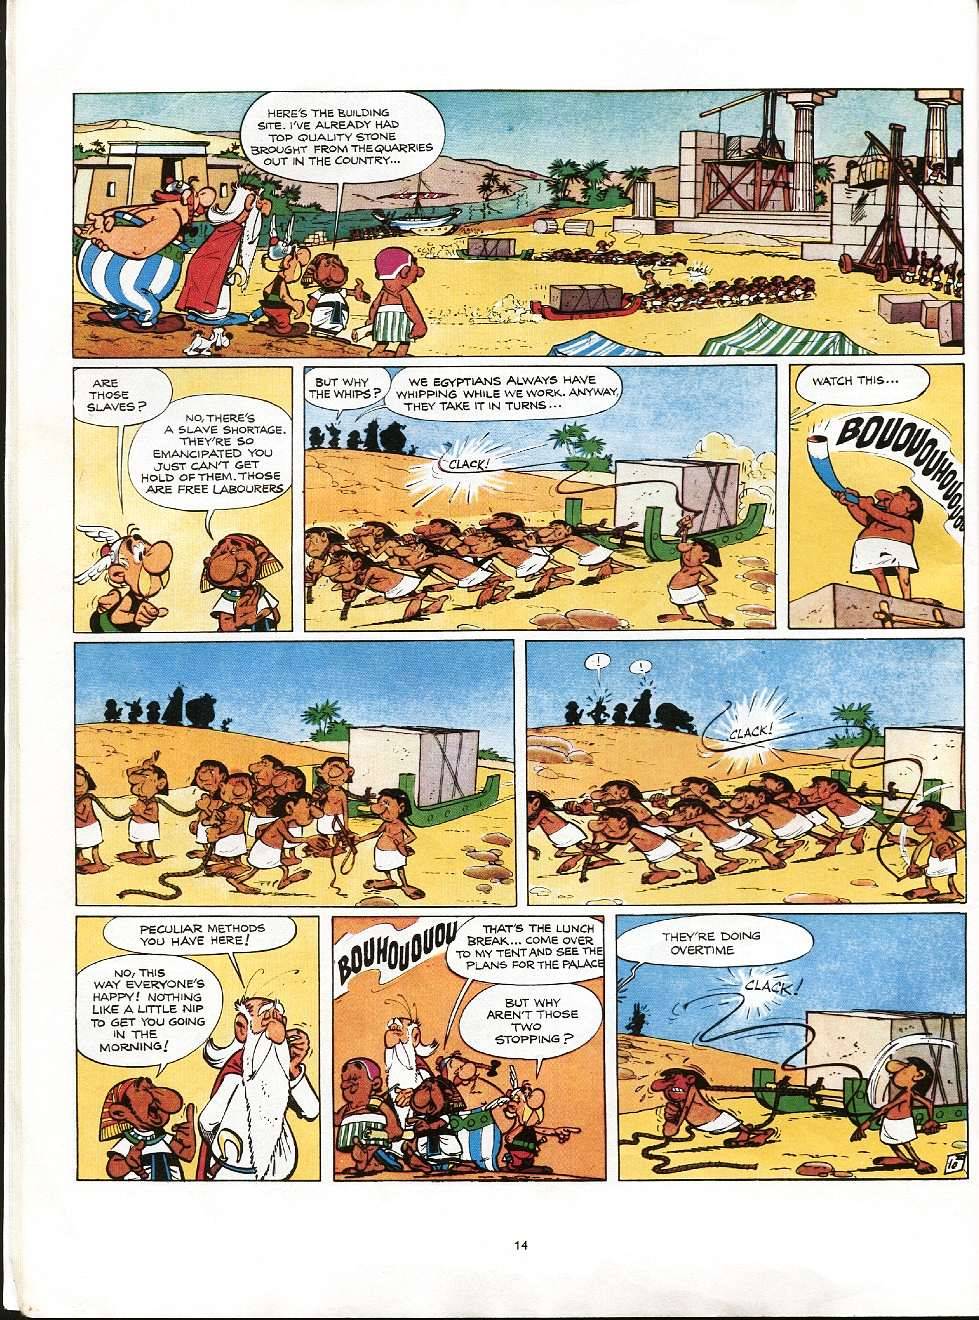 HERE'S THE BUILDING
SITE. I'VE ALREADY HAD
TOP QUALITY STONE
BROUGHT FROM THE QUARRIES
OUT IN THE COUNTRY...
CLACK!
ARE
THOSE
SLAVES?
NO, THERE'S
A SLAVE SHORTAGE.
THEY'RE SO
EMANCIPATED YOU
JUST CAN'T GET
HOLD OF THEM. THOSE
ARE FREE LABOURERS
BUT WHY
THE WHIPS?
WE EGYPTIANS ALWAYS HAVE
WHIPPING WHILE WE WORK. ANYWAY,
THEY TAKE IT IN TURNS...
CLACK!
WATCH THIS...
BOUOUOUHOUOUOU
!
!
CLACK!
PECULIAR METHODS
YOU HAVE HERE!
NO, THIS
WAY EVERYONE'S
HAPPY! NOTHING
LIKE A LITTLE NIP
TO GET YOU GOING
IN THE
MORNING!
BOUHOUOUOU
THAT'S THE LUNCH
BREAK... COME OVER
TO MY TENT AND SEE THE
PLANS FOR THE PALACE
BUT WHY
AREN'T THOSE
TWO
STOPPING?
THEY'RE DOING
OVERTIME
CLACK!
10
14